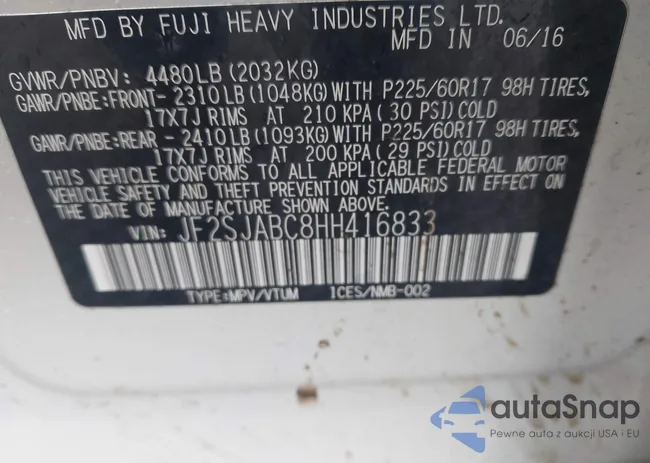 MFD BY FUJI HEAVY INDUSTRIES LTD.
MFD IN 06/16
GVWR/PNBV: 4480LB(2032KG)
GAWR/PNBE:FRONT- 2310LB(1048KG)WITH P225/60R17 98H TIRES,
17X7J RIMS AT 210 KPA( 30 PSI)COLD
GAWR/PNBE:REAR - 2410LB(1093KG)WITH P225/60R17 98H TIRES,
17X7J RIMS AT 200 KPA( 29 PSI)COLD
THIS VEHICLE CONFORMS TO ALL APPLICABLE FEDERAL MOTOR
VEHICLE SAFETY AND THEFT PREVENTION STANDARDS IN EFFECT ON
THE DATE OF MANUFACTURE SHOWN ABOVE.
VIN: JF2SJABC8HH416833
TYPE:MPV/VTUM ICES/NMB-002
autaSnap
Pewne auta z aukcji USA i EU